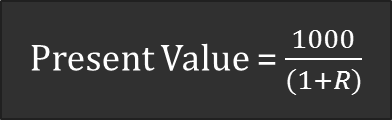 Present Value = 1000/(1+R)